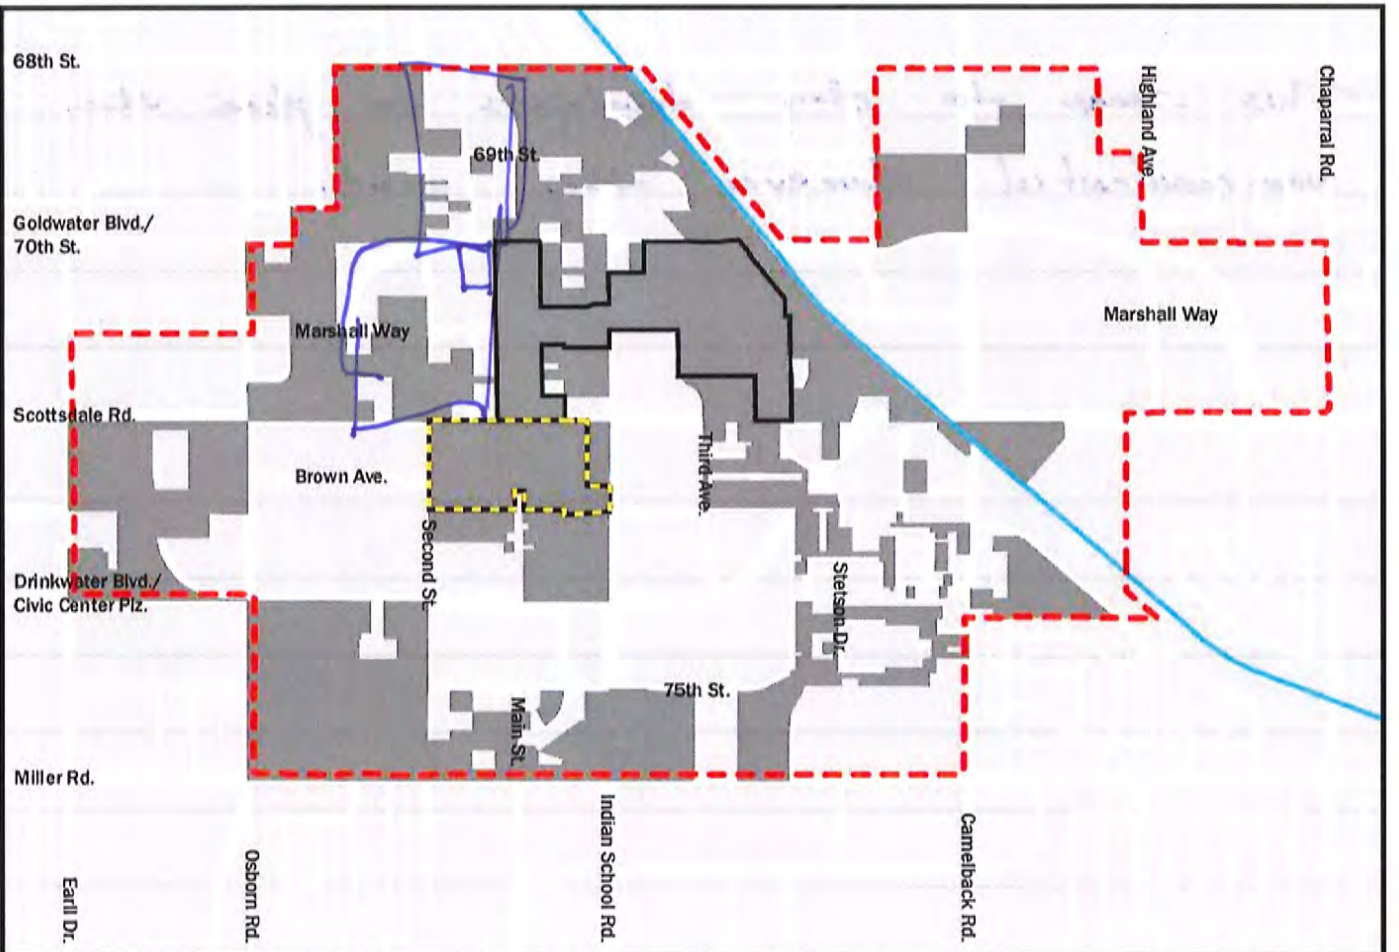 68th St.
Highland Ave.
Chaparral Rd.
69th St.
Goldwater Blvd./
70th St.
Marshall Way
Marshall Way
Scottsdale Rd.
Third Ave.
Brown Ave.
Second St.
Drinkwater Blvd./
Civic Center Plz.
Stetson Dr.
75th St.
Main St.
Miller Rd.
Indian School Rd.
Camelback Rd.
Osborn Rd.
Earll Dr.